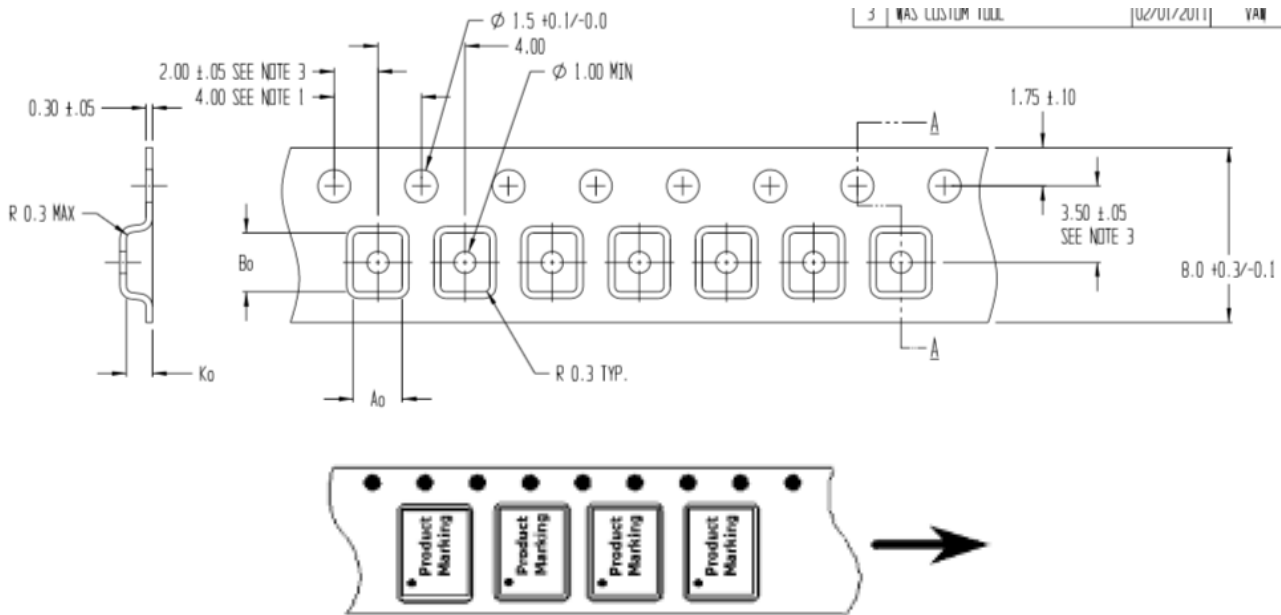 3 WAS CUSTOM TOOL 02/01/2011 VAW
Ø 1.5 +0.1/-0.0
4.00
2.00 ±.05 SEE NOTE 3
Ø 1.00 MIN
4.00 SEE NOTE 1
0.30 ±.05
1.75 ±.10
A
R 0.3 MAX
3.50 ±.05
SEE NOTE 3
Bo
8.0 +0.3/-0.1
A
R 0.3 TYP.
Ko
Ao
Product
Marking
Product
Marking
Product
Marking
Product
Marking